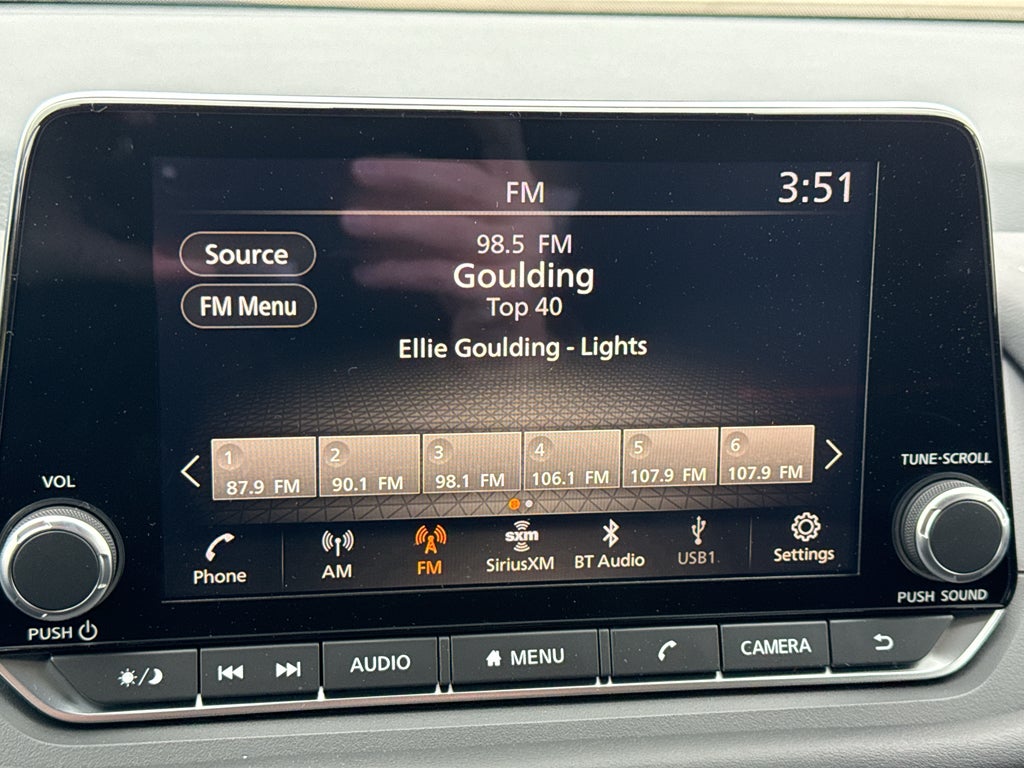 FM
3:51
Source
98.5 FM
Goulding
FM Menu
Top 40
Ellie Goulding - Lights
1
2
3
4
5
6
87.9 FM
90.1 FM
98.1 FM
106.1 FM
107.9 FM
107.9 FM
VOL
TUNE·SCROLL
Phone
AM
FM
sxm
SiriusXM
BT Audio
USB1
Settings
PUSH
PUSH SOUND
AUDIO
MENU
CAMERA